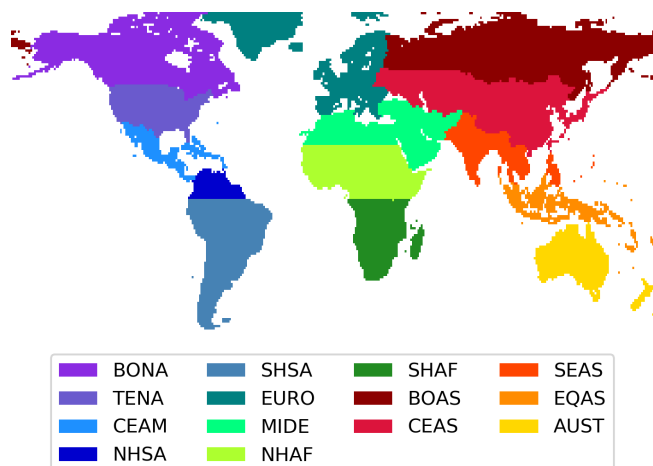 BONA SHSA SHAF SEAS
TENA EURO BOAS EQAS
CEAM MIDE CEAS AUST
NHSA NHAF